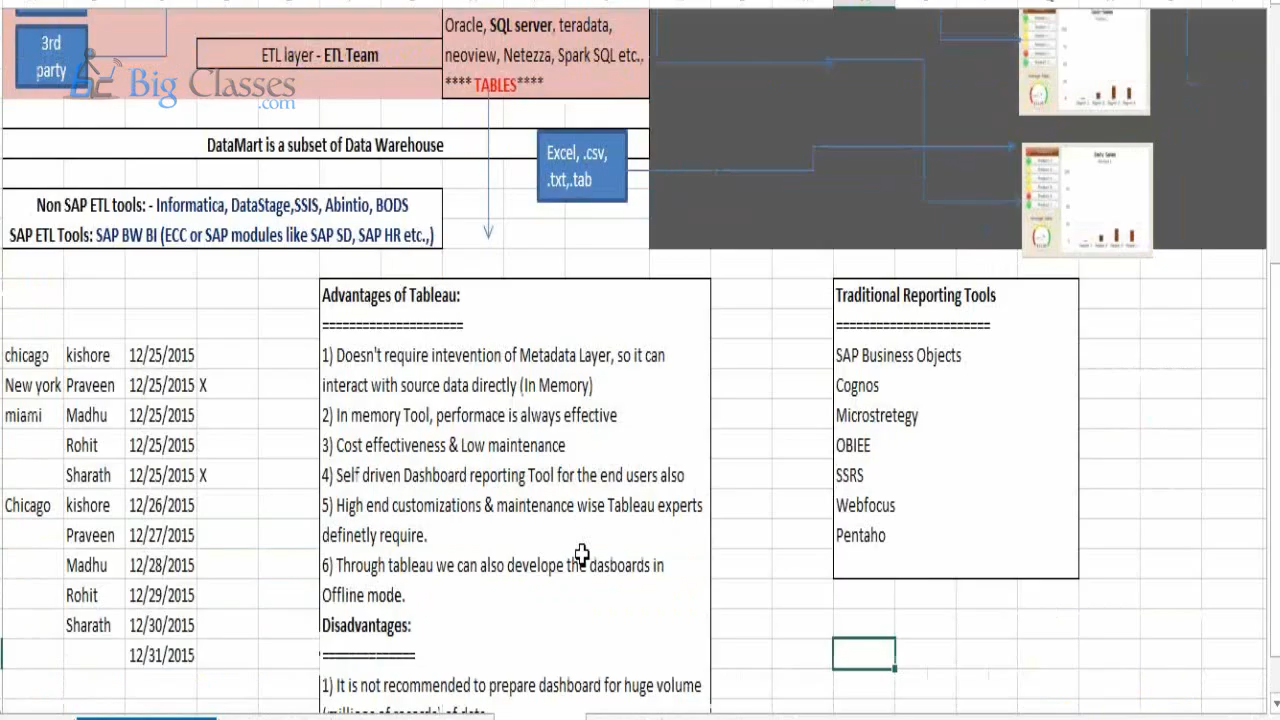 3rd
party
Big Classes
.com
ETL layer -
Oracle, SQL server, teradata,
neoview, Netezza, Spark SQL etc.,
**** TABLES****
DataMart is a subset of Data Warehouse
Excel, .csv,
.txt,.tab
Non SAP ETL tools: - Informatica, DataStage,SSIS, Abinitio, BODS
SAP ETL Tools: SAP BW BI (ECC or SAP modules like SAP SD, SAP HR etc.,)
chicago kishore 12/25/2015
New york Praveen 12/25/2015 X
miami Madhu 12/25/2015
Rohit 12/25/2015
Sharath 12/25/2015 X
Chicago kishore 12/26/2015
Praveen 12/27/2015
Madhu 12/28/2015
Rohit 12/29/2015
Sharath 12/30/2015
12/31/2015
Advantages of Tableau:
====================
1) Doesn't require intevention of Metadata Layer, so it can
interact with source data directly (In Memory)
2) In memory Tool, performace is always effective
3) Cost effectiveness & Low maintenance
4) Self driven Dashboard reporting Tool for the end users also
5) High end customizations & maintenance wise Tableau experts
definetly require.
6) Through tableau we can also develope the dasboards in
Offline mode.
Disadvantages:
=============
1) It is not recommended to prepare dashboard for huge volume
(millions of records) of data
Traditional Reporting Tools
======================
SAP Business Objects
Cognos
Microstretegy
OBIEE
SSRS
Webfocus
Pentaho